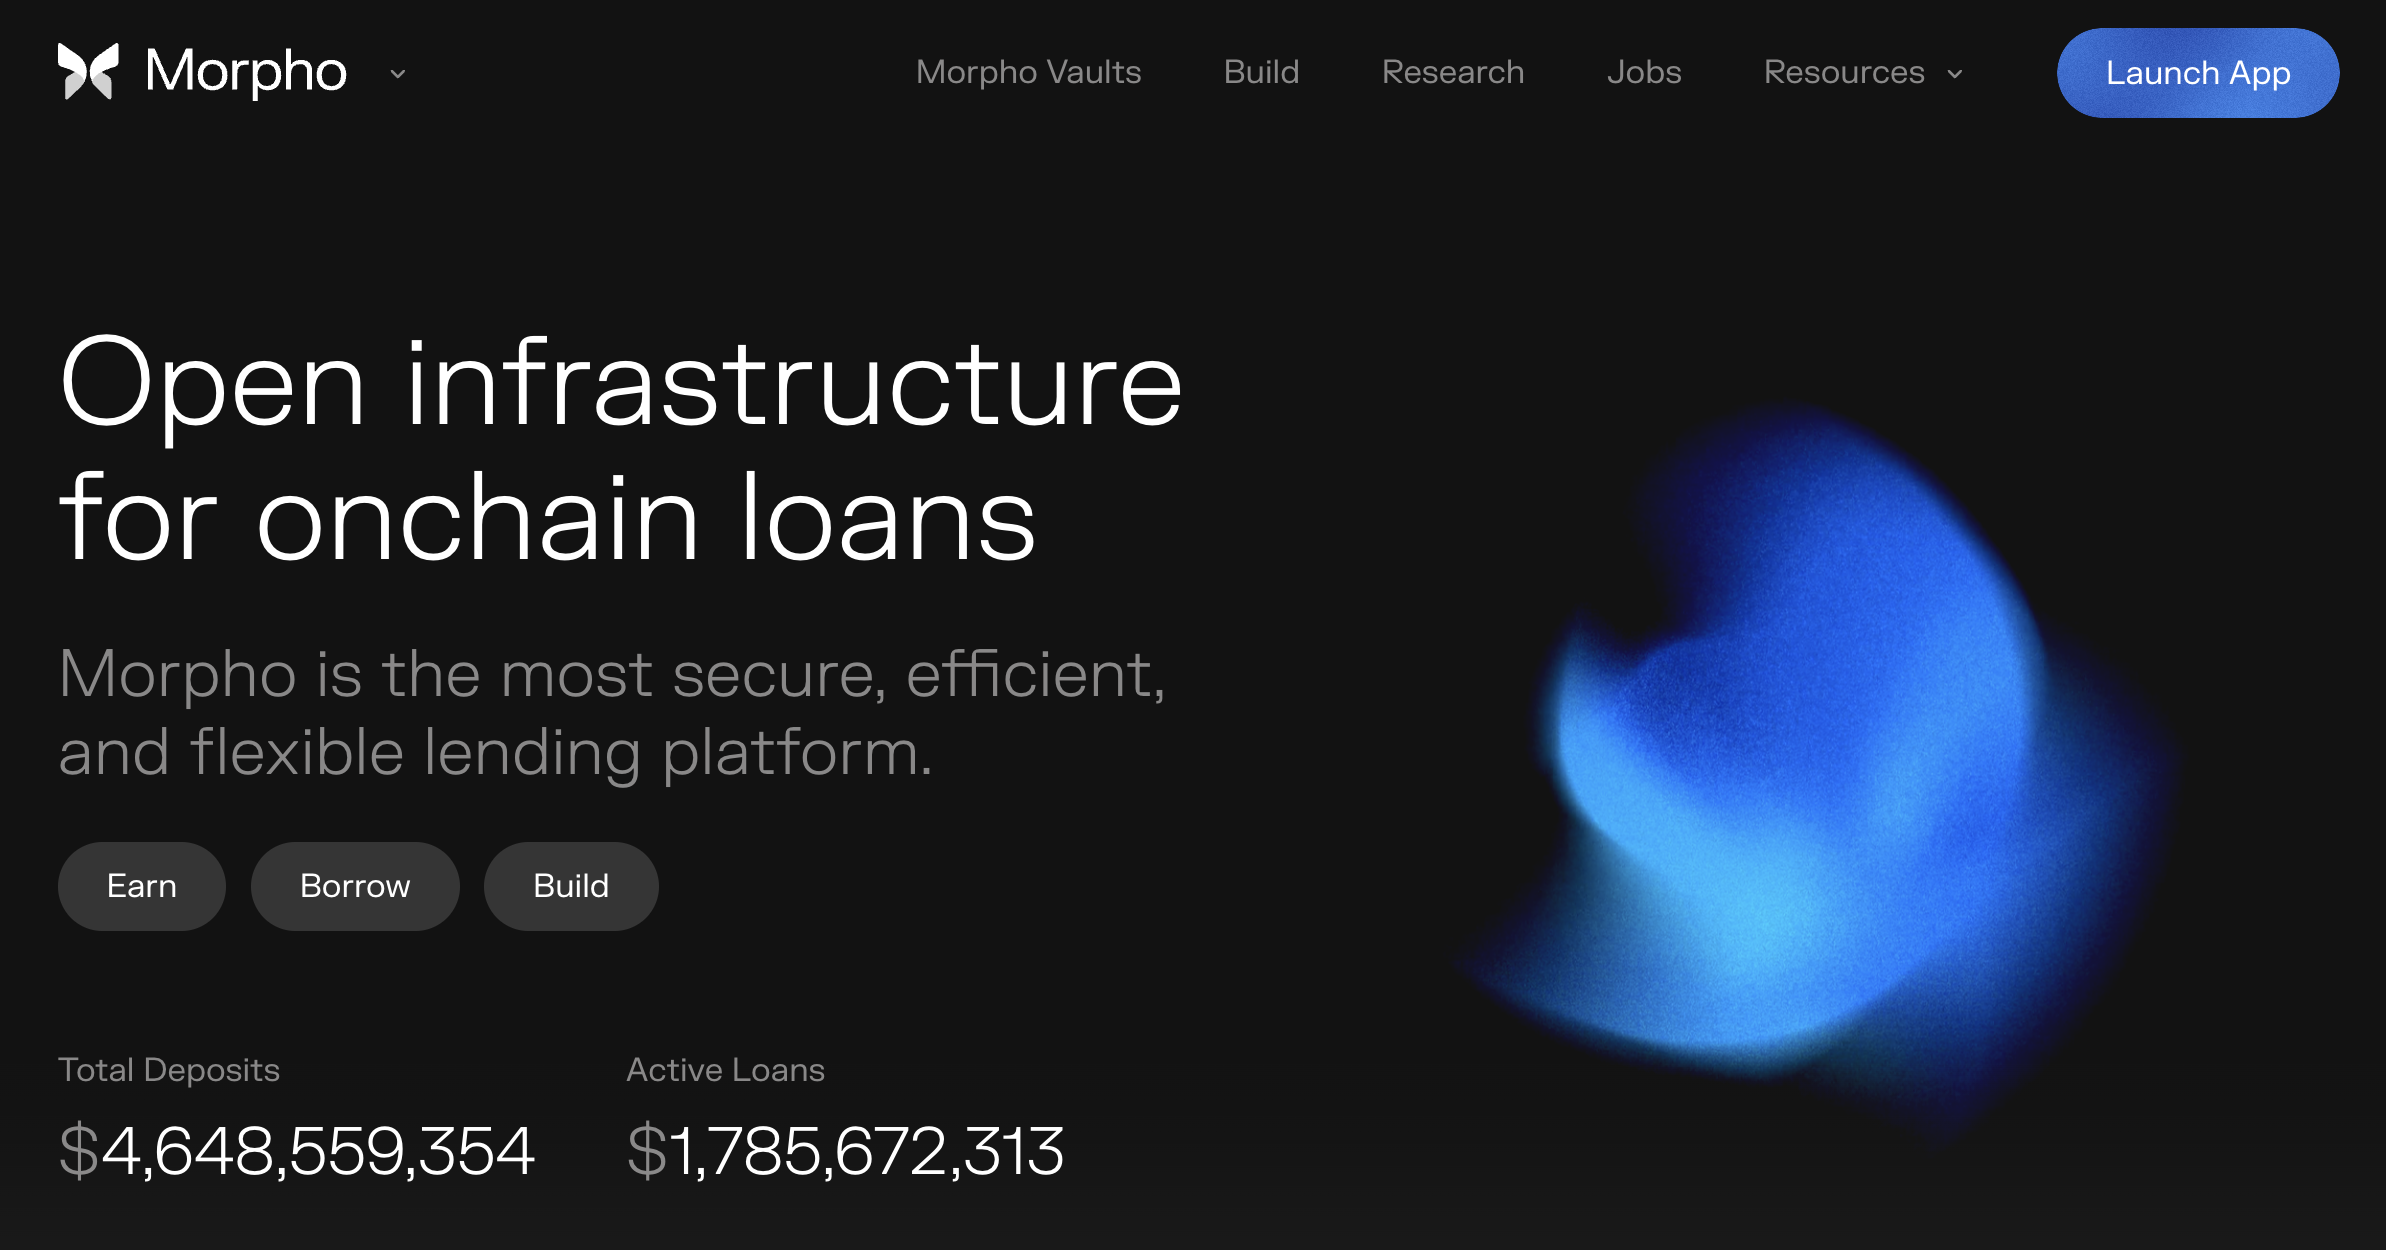 Morpho
Morpho Vaults
Build
Research
Jobs
Resources
Launch App
Open infrastructure
for onchain loans
Morpho is the most secure, efficient,
and flexible lending platform.
Earn
Borrow
Build
Total Deposits
Active Loans
$4,648,559,354
$1,785,672,313